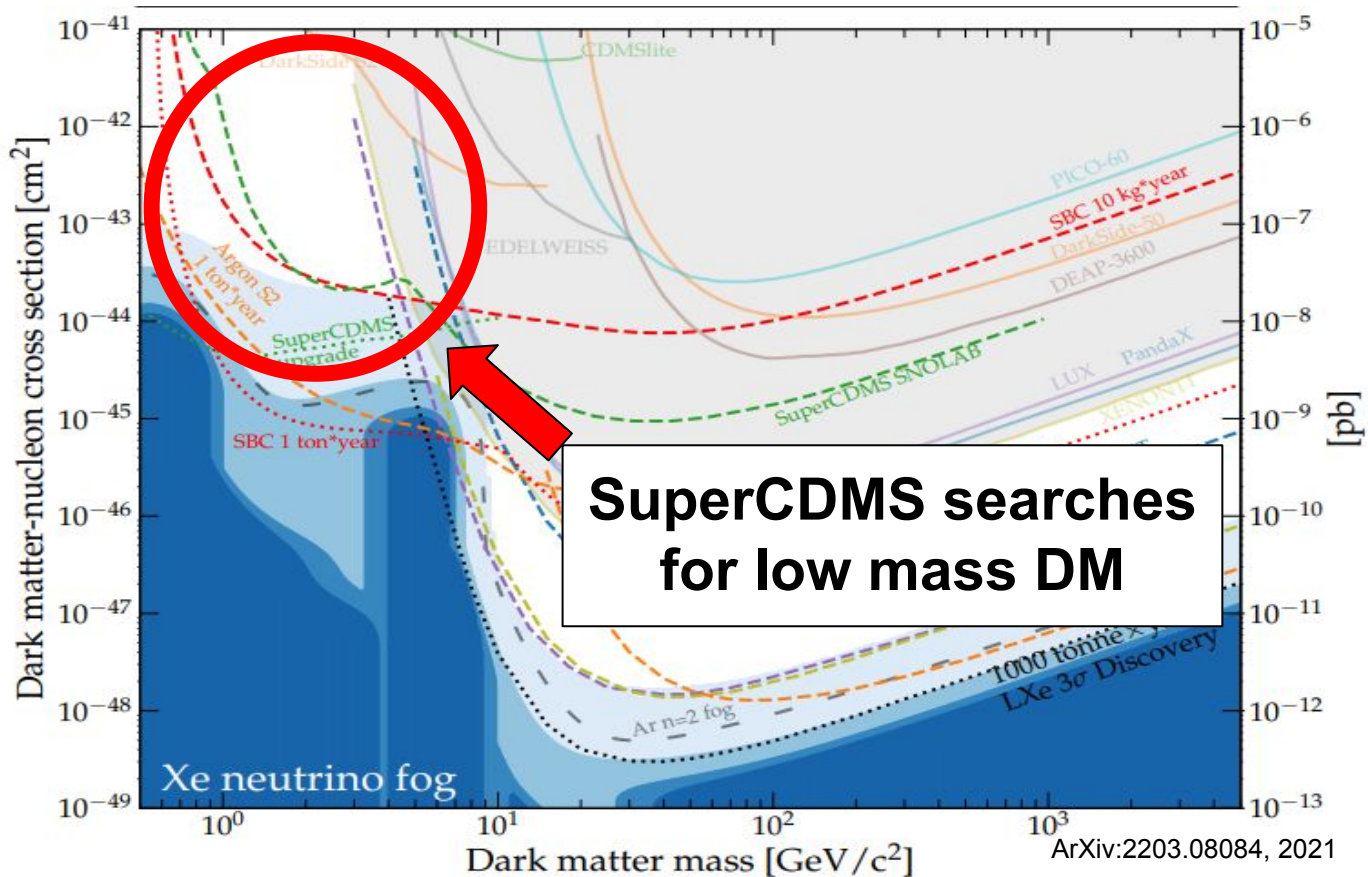 10⁻⁴¹
10⁻⁴²
10⁻⁴³
10⁻⁴⁴
10⁻⁴⁵
10⁻⁴⁶
10⁻⁴⁷
10⁻⁴⁸
10⁻⁴⁹
Dark matter-nucleon cross section [cm²]
DarkSide S2
CDMSlite
EDELWEISS
PICO-60
SBC 10 kg*year
DarkSide-50
DEAP-3600
Argon S2
1 ton*year
SuperCDMS
upgrade
SuperCDMS SNOLAB
LUX
PandaX
XENON1T
SBC 1 ton*year
SuperCDMS searches
for low mass DM
1000 tonne x
LXe 3σ Discovery
Ar n=2 fog
Xe neutrino fog
10⁻⁵
10⁻⁶
10⁻⁷
10⁻⁸
10⁻⁹
10⁻¹⁰
10⁻¹¹
10⁻¹²
10⁻¹³
[pb]
10⁰
10¹
10²
10³
Dark matter mass [GeV/c²]
ArXiv:2203.08084, 2021